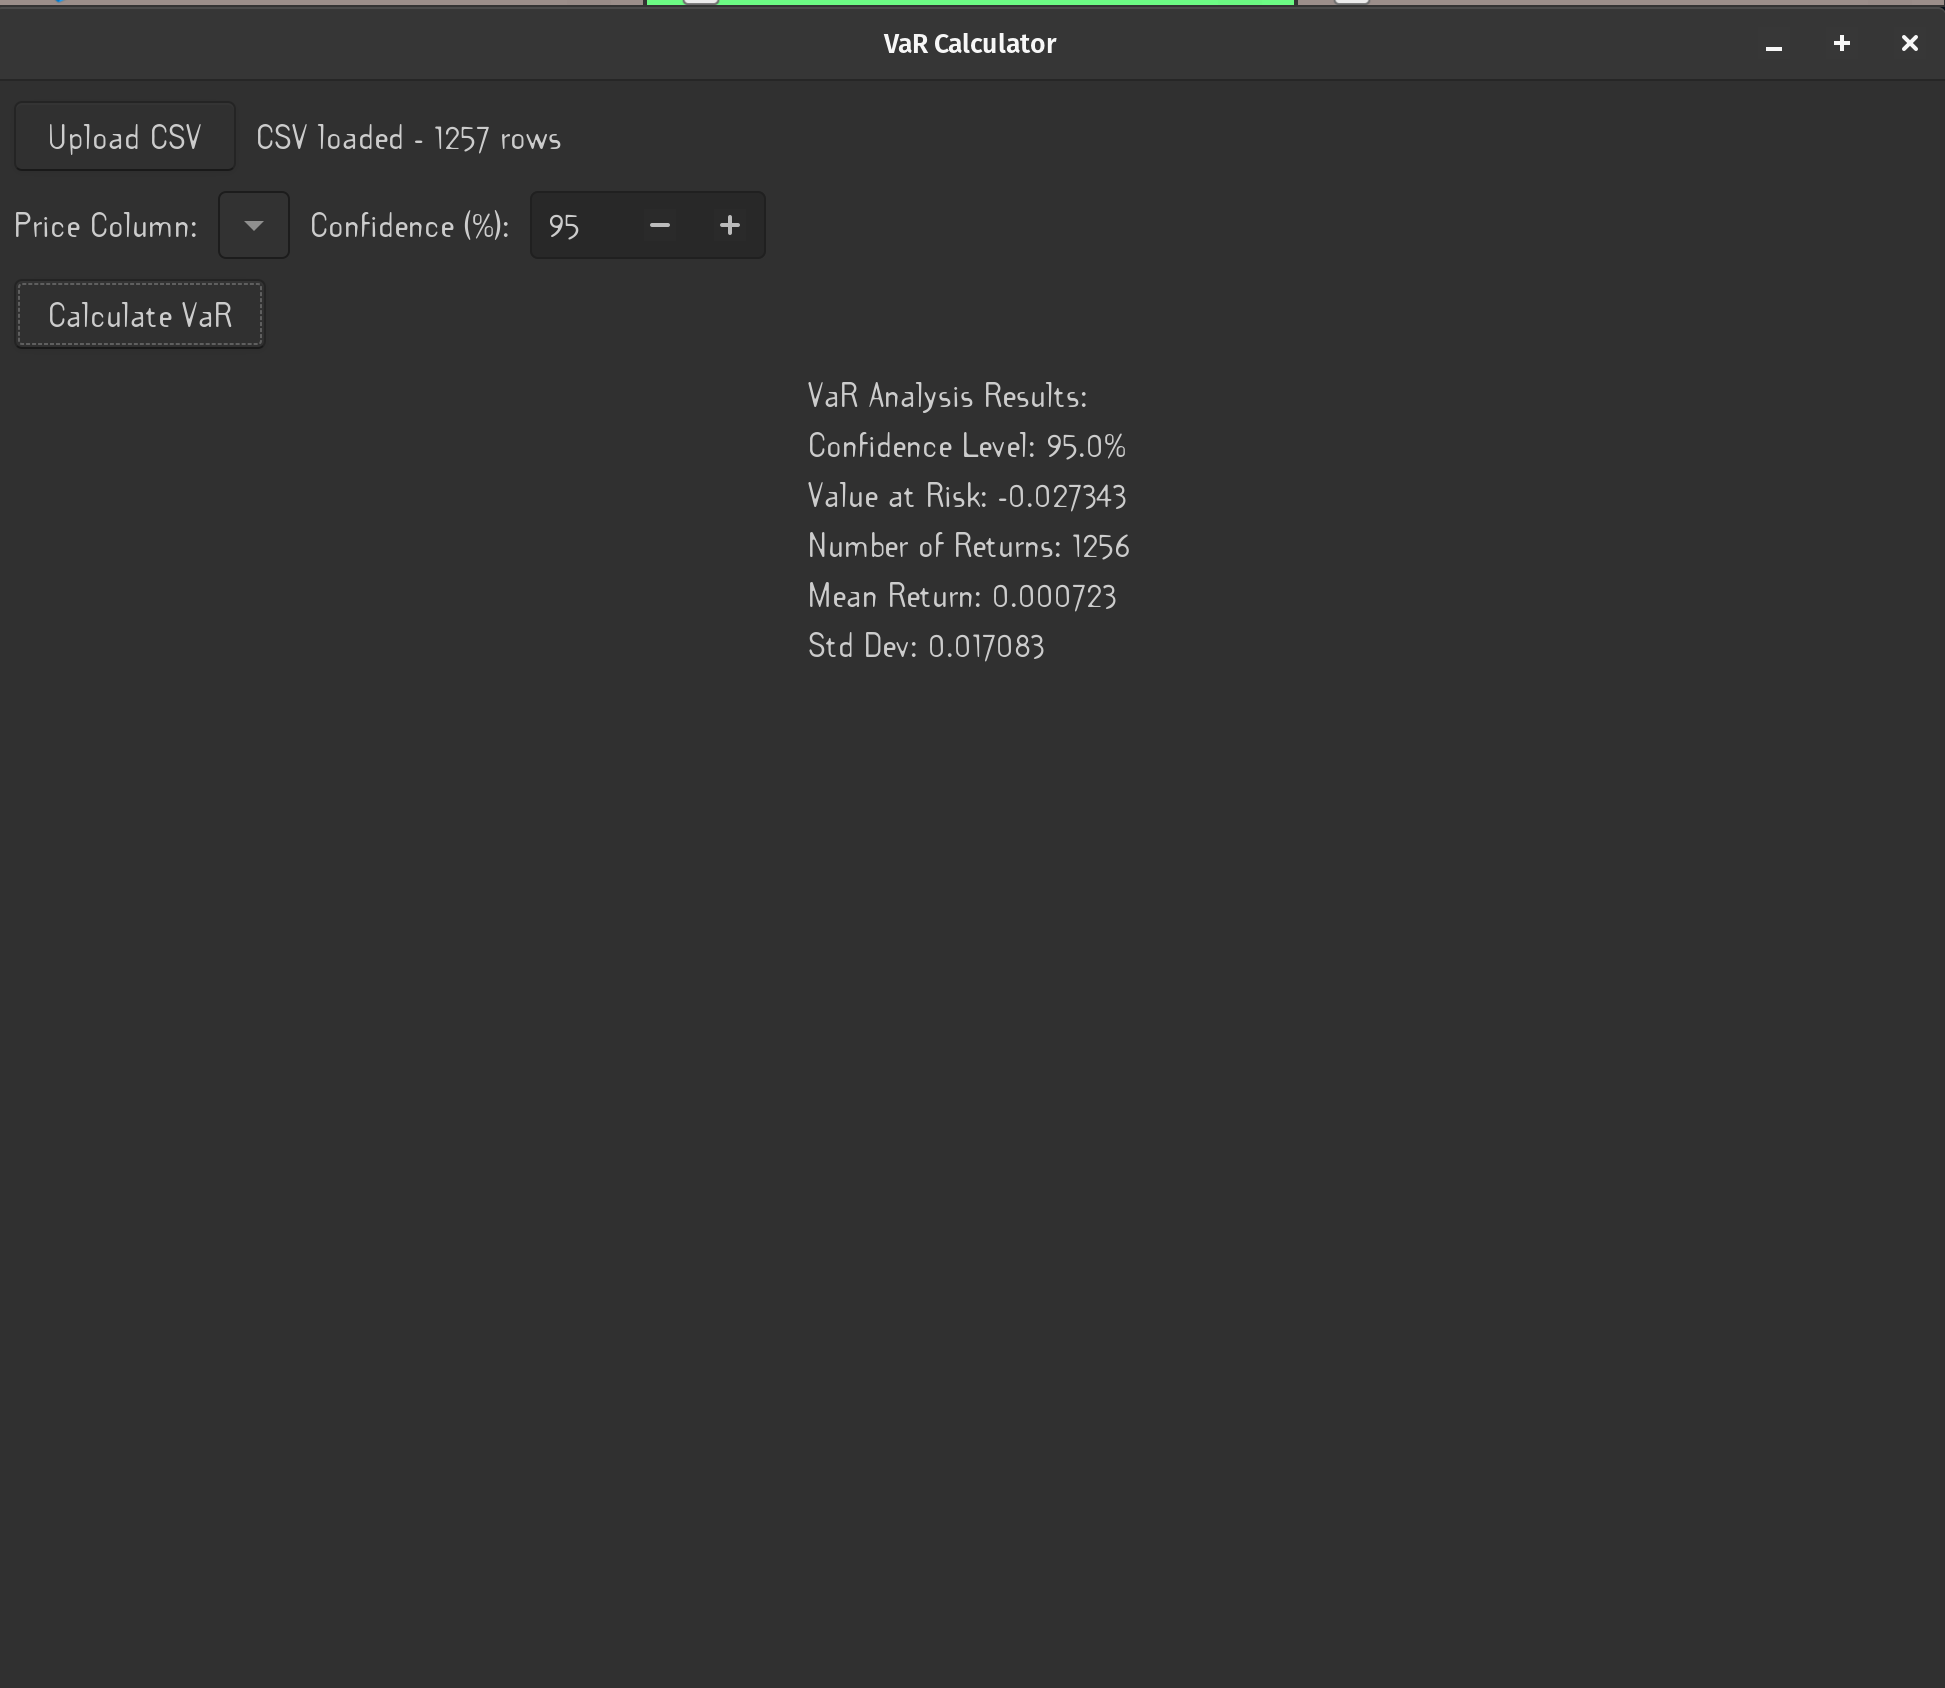 VaR Calculator
Upload CSV CSV loaded - 1257 rows
Price Column: Confidence (%): 95
Calculate VaR
VaR Analysis Results:
Confidence Level: 95.0%
Value at Risk: -0.027343
Number of Returns: 1256
Mean Return: 0.000723
Std Dev: 0.017083